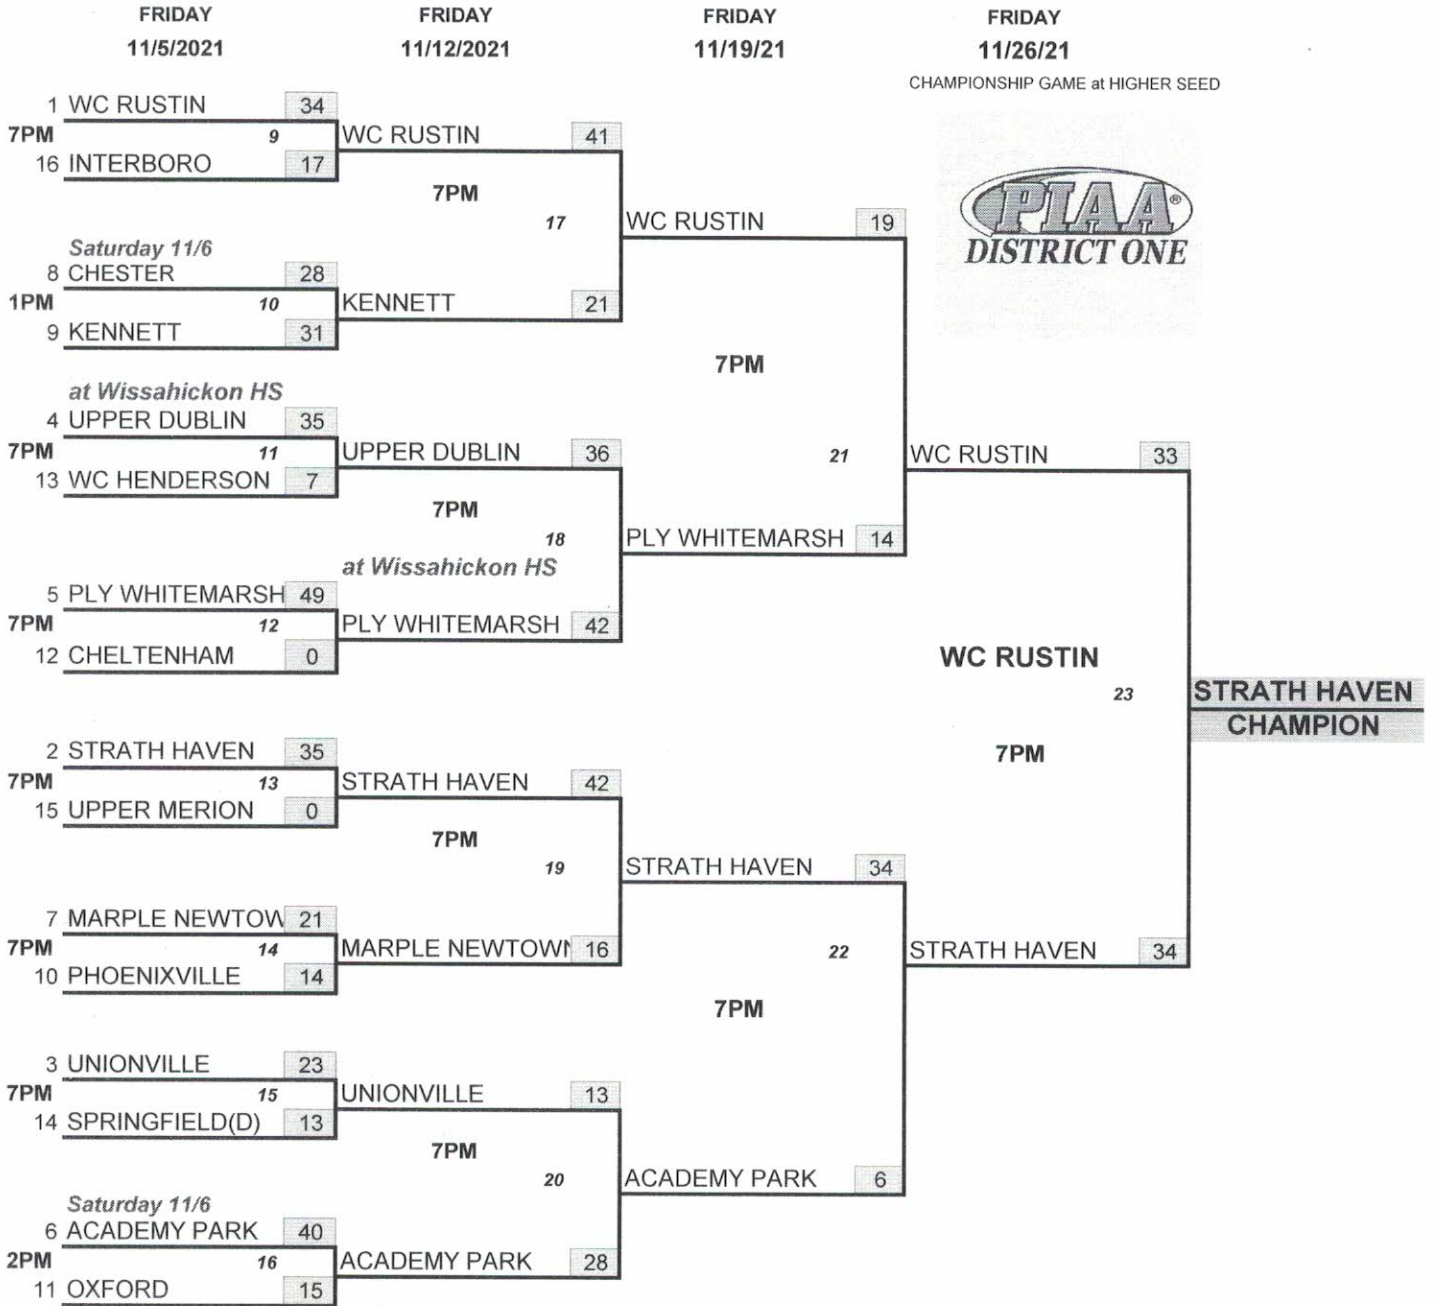 FRIDAY
11/5/2021
FRIDAY
11/12/2021
FRIDAY
11/19/21
FRIDAY
11/26/21
CHAMPIONSHIP GAME at HIGHER SEED
PIAA®
DISTRICT ONE
1 WC RUSTIN 34
7PM 9
16 INTERBORO 17
Saturday 11/6
8 CHESTER 28
1PM 10
9 KENNETT 31
at Wissahickon HS
4 UPPER DUBLIN 35
7PM 11
13 WC HENDERSON 7
5 PLY WHITEMARSH 49
7PM 12
12 CHELTENHAM 0
2 STRATH HAVEN 35
7PM 13
15 UPPER MERION 0
7 MARPLE NEWTOW 21
7PM 14
10 PHOENIXVILLE 14
3 UNIONVILLE 23
7PM 15
14 SPRINGFIELD(D) 13
Saturday 11/6
6 ACADEMY PARK 40
2PM 16
11 OXFORD 15
WC RUSTIN 41
7PM
17
KENNETT 21
UPPER DUBLIN 36
7PM
18
at Wissahickon HS
PLY WHITEMARSH 42
STRATH HAVEN 42
7PM
19
MARPLE NEWTOWN 16
UNIONVILLE 13
7PM
20
ACADEMY PARK 28
WC RUSTIN 19
7PM
21
PLY WHITEMARSH 14
STRATH HAVEN 34
22
7PM
ACADEMY PARK 6
WC RUSTIN 33
WC RUSTIN
23
7PM
STRATH HAVEN 34
STRATH HAVEN
CHAMPION